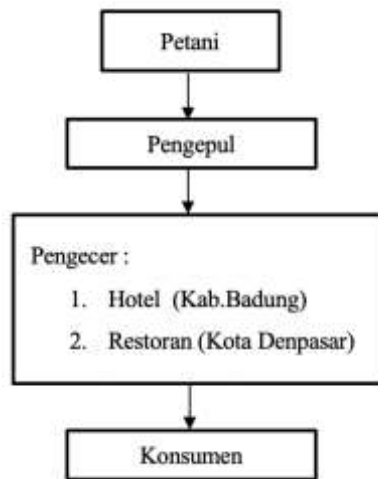 Petani
Pengepul
Pengecer :
1. Hotel (Kab.Badung)
2. Restoran (Kota Denpasar)
Konsumen